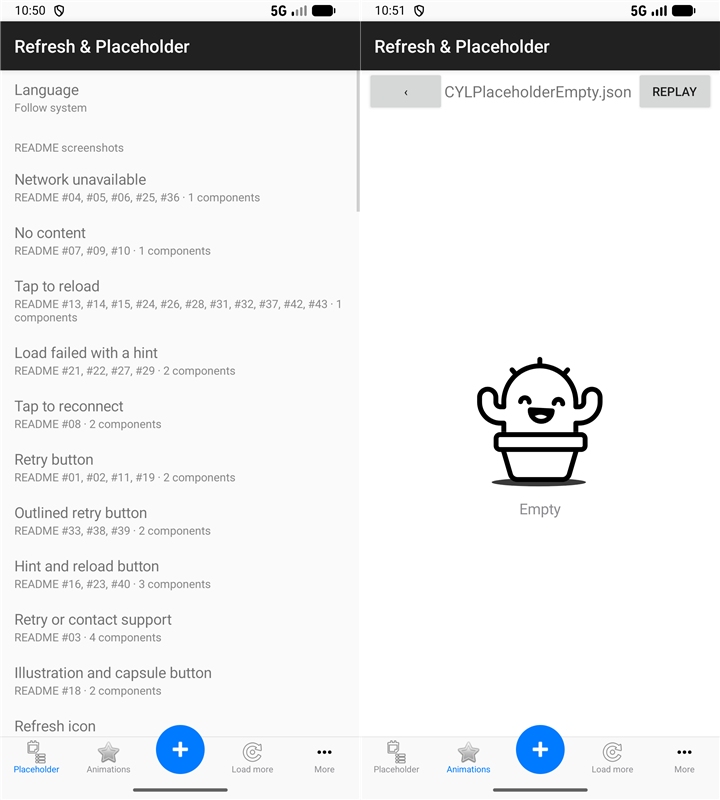 10:50
5G
Refresh & Placeholder
Language
Follow system
README screenshots
Network unavailable
README #04, #05, #06, #25, #36 · 1 components
No content
README #07, #09, #10 · 1 components
Tap to reload
README #13, #14, #15, #24, #26, #28, #31, #32, #37, #42, #43 · 1
components
Load failed with a hint
README #21, #22, #27, #29 · 2 components
Tap to reconnect
README #08 · 2 components
Retry button
README #01, #02, #11, #19 · 2 components
Outlined retry button
README #33, #38, #39 · 2 components
Hint and reload button
README #16, #23, #40 · 3 components
Retry or contact support
README #03 · 4 components
Illustration and capsule button
README #18 · 2 components
Refresh icon
Placeholder
Animations
Load more
More
10:51
5G
Refresh & Placeholder
‹
CYLPlaceholderEmpty.json
REPLAY
Empty
Placeholder
Animations
Load more
More